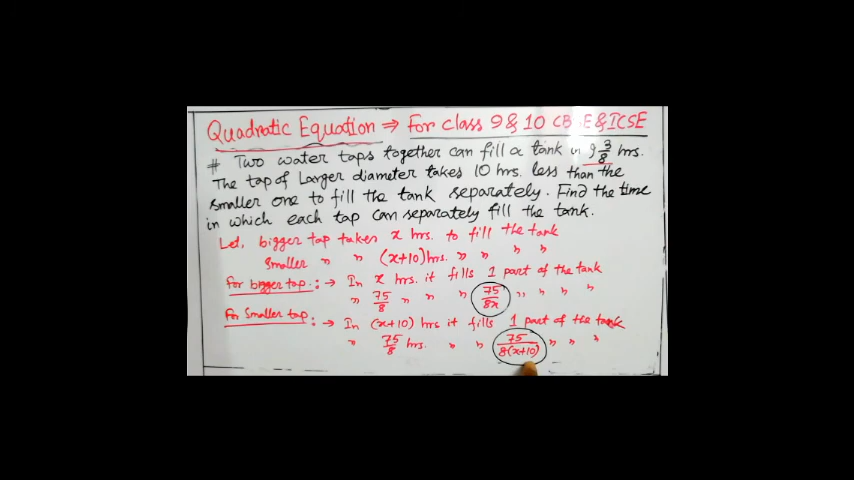 Quadratic Equation ⇒ For class 9 & 10 CB E & ICSE
# Two water taps together can fill a tank in 9 3/8 hrs.
The tap of Larger diameter takes 10 hrs. less than the
smaller one to fill the tank separately. Find the time
in which each tap can separately fill the tank.
Let, bigger tap takes x hrs. to fill the tank
Smaller " " (x+10) hrs. " " " "
For bigger tap :→ In x hrs. it fills 1 part of the tank
" 75/8 " " " 75/8x " " " "
For Smaller tap :→ In (x+10) hrs it fills 1 part of the tank
" 75/8 hrs. " " 75/8(x+10) " " "